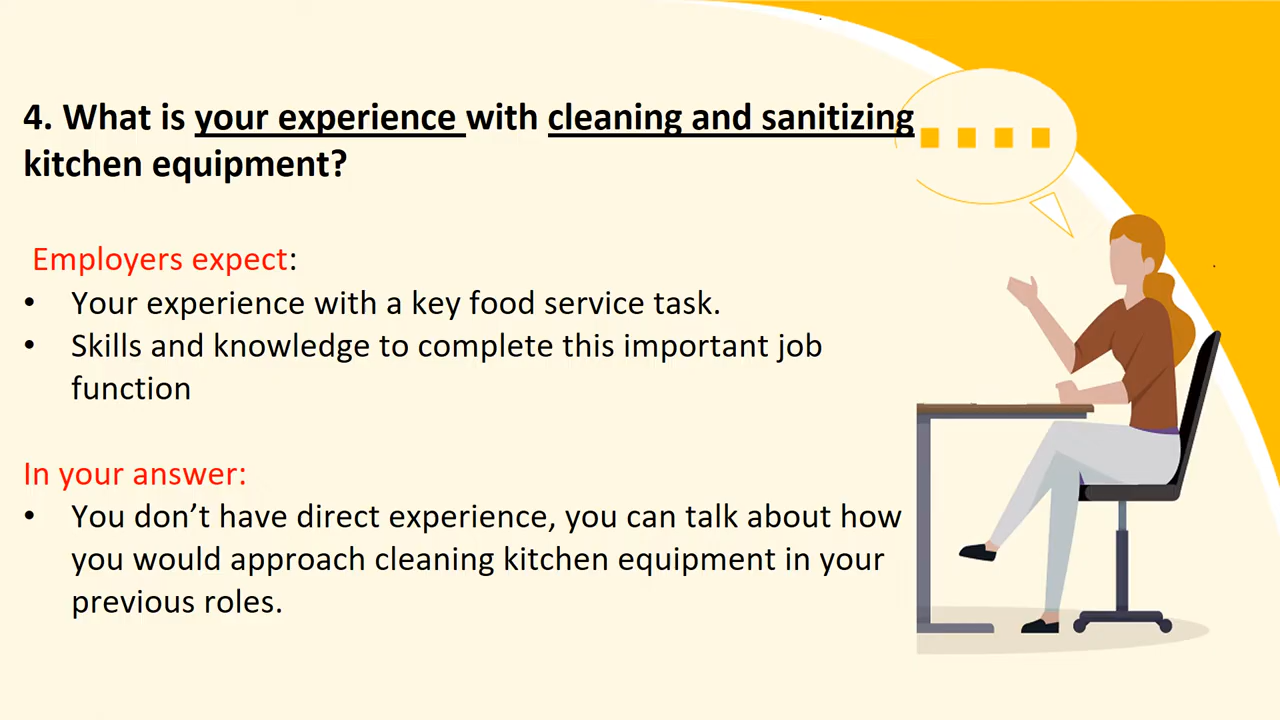 4. What is your experience with cleaning and sanitizing
kitchen equipment?
Employers expect:
• Your experience with a key food service task.
• Skills and knowledge to complete this important job
function
In your answer:
• You don’t have direct experience, you can talk about how
you would approach cleaning kitchen equipment in your
previous roles.